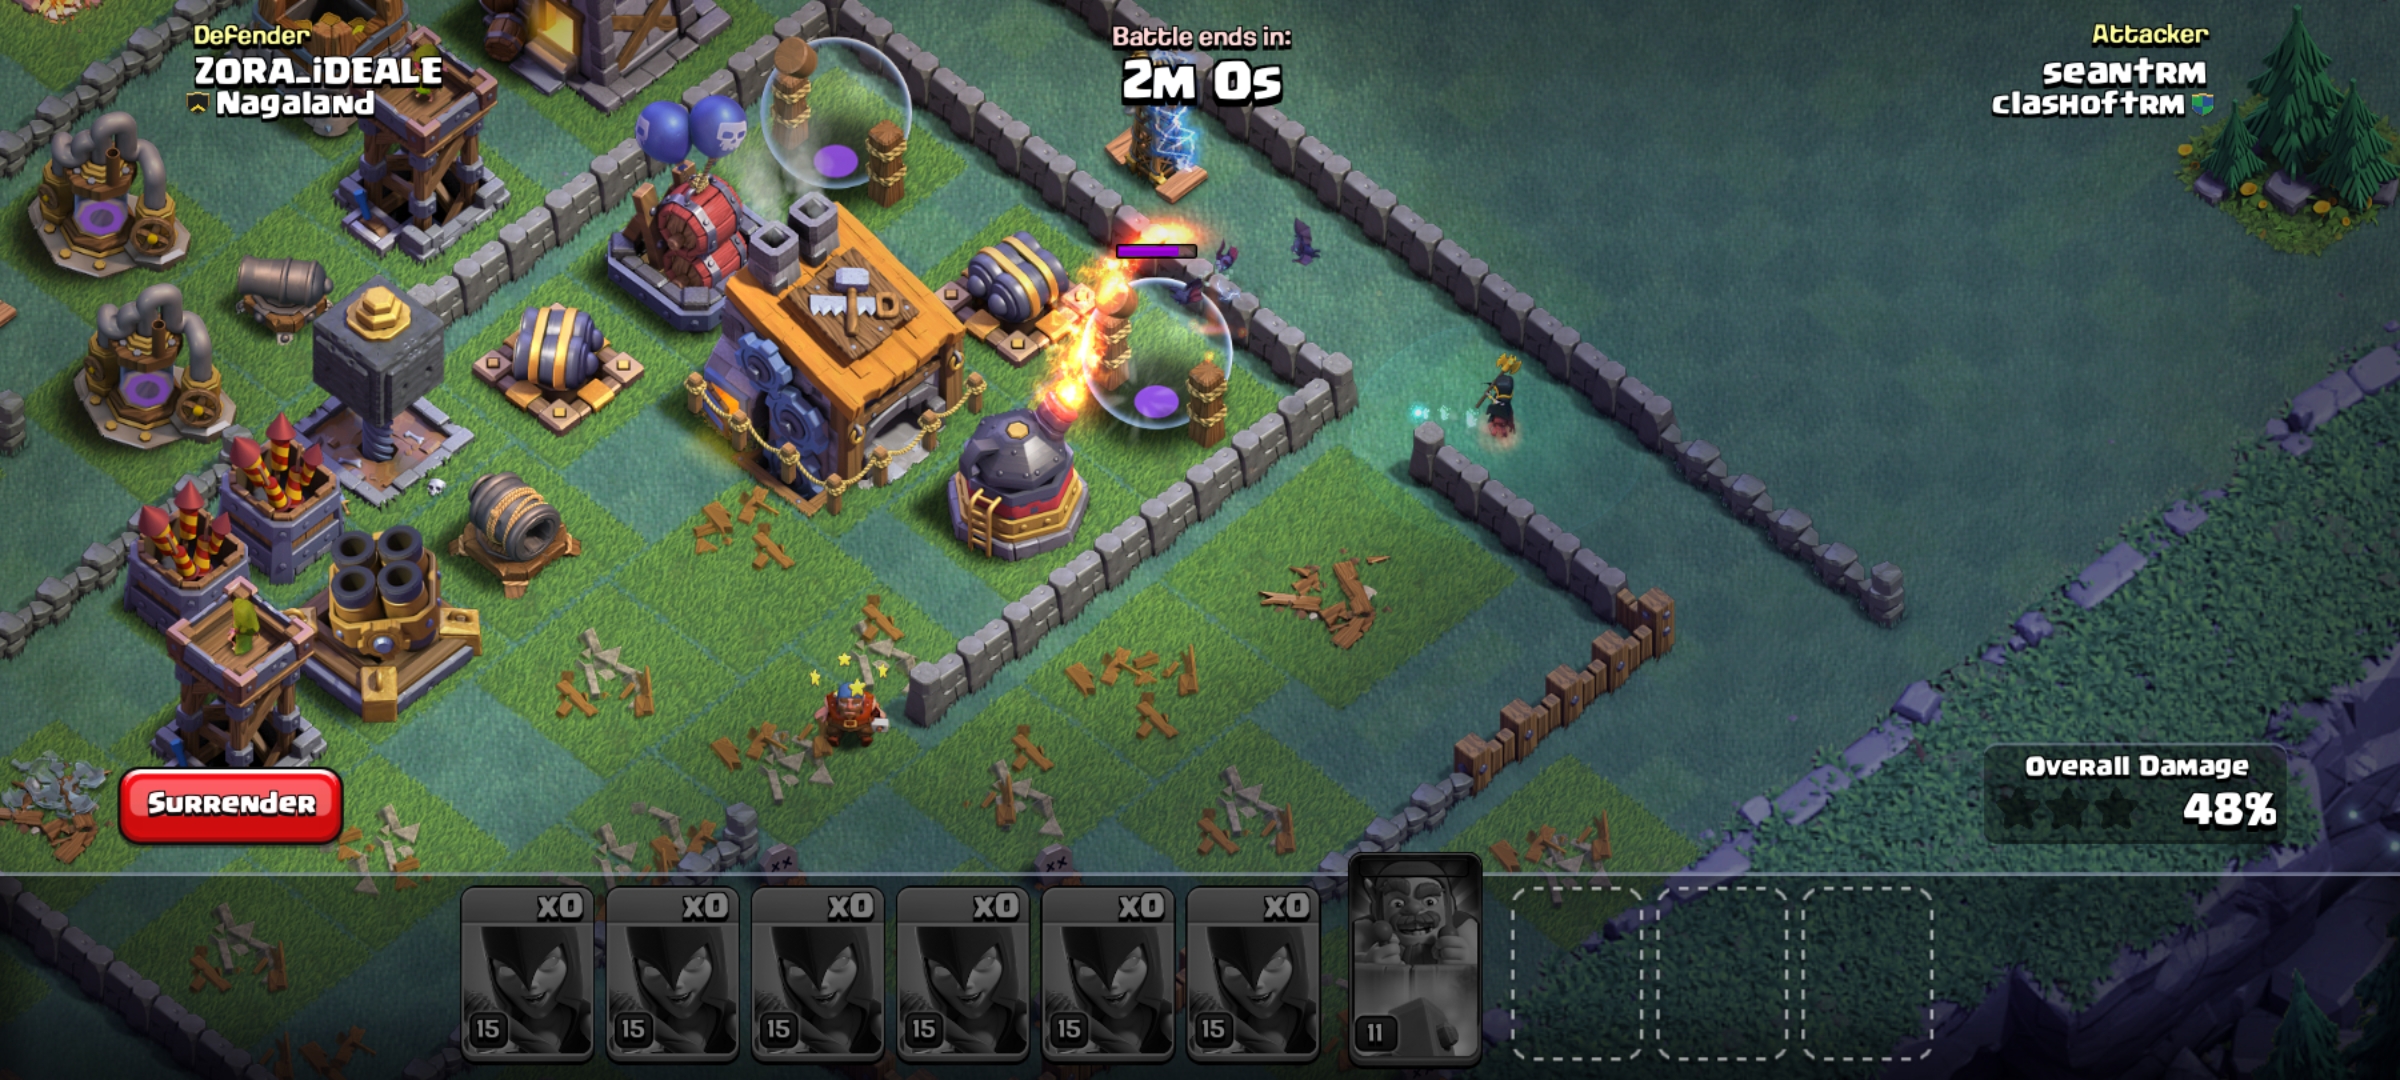 Defender
ZORA_iDEALE
Nagaland
Battle ends in:
2M 0s
Attacker
seantRM
clashoftRM
Surrender
Overall Damage
48%
x0
x0
x0
x0
x0
x0
15
15
15
15
15
15
11